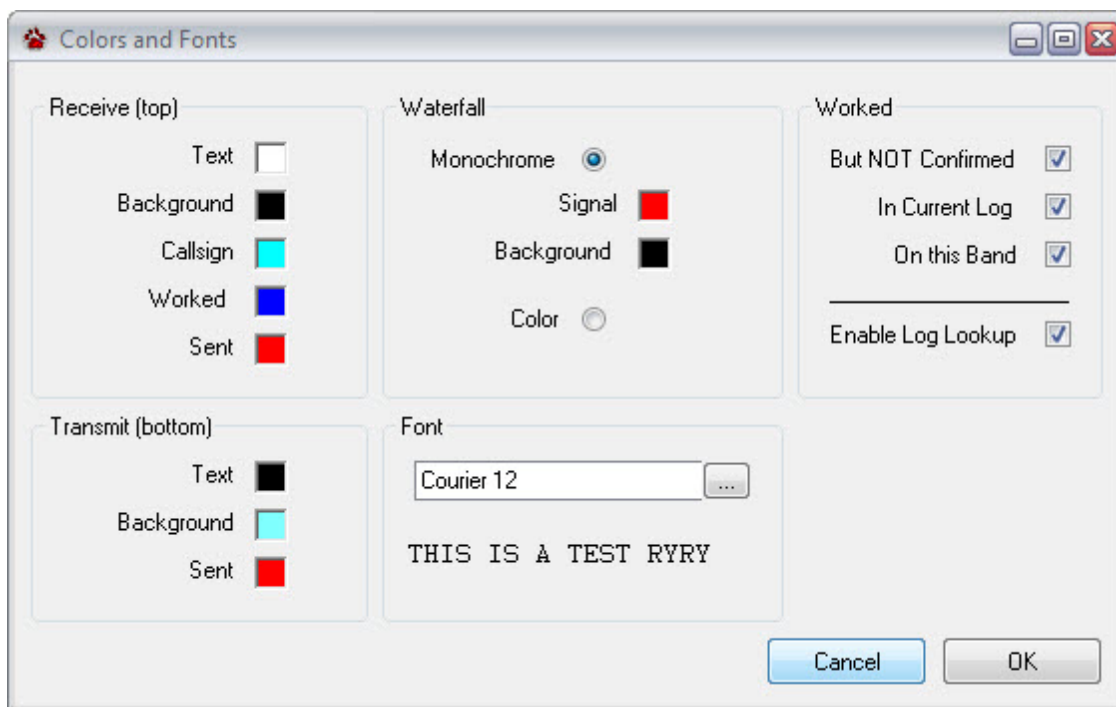 Colors and Fonts
Receive (top)
Text
Background
Callsign
Worked
Sent
Waterfall
Monochrome
Signal
Background
Color
Worked
But NOT Confirmed
In Current Log
On this Band
Enable Log Lookup
Transmit (bottom)
Text
Background
Sent
Font
Courier 12
...
THIS IS A TEST RYRY
Cancel
OK